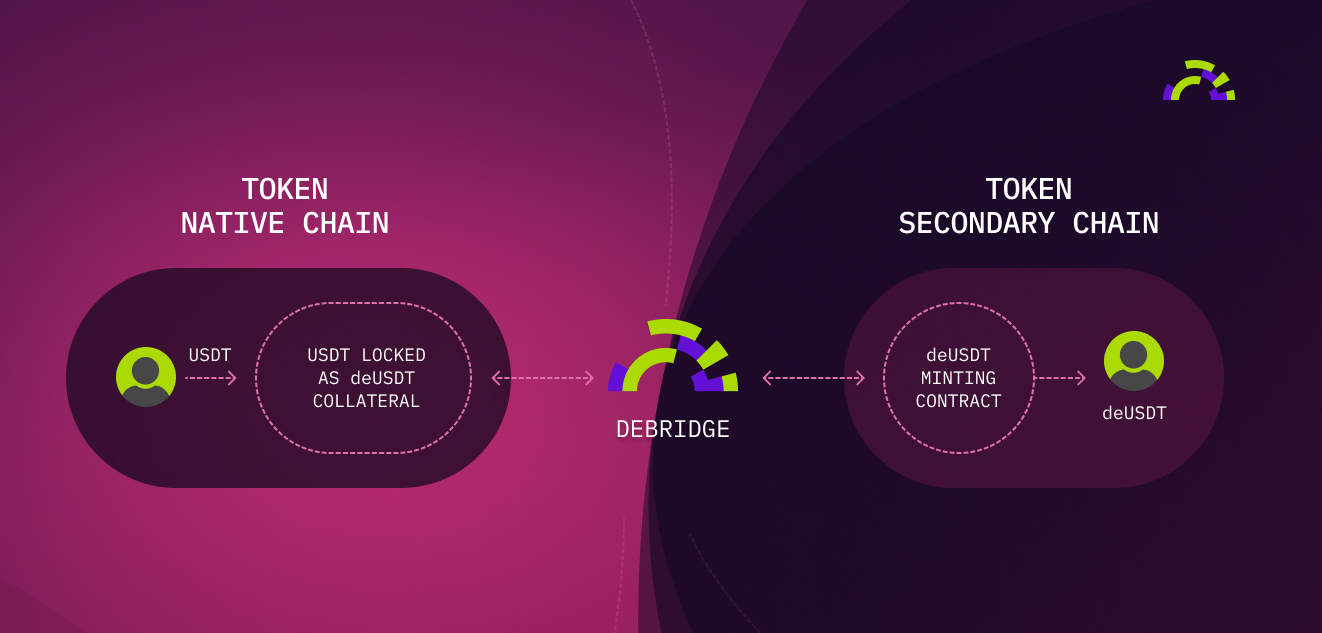 TOKEN
NATIVE CHAIN
USDT
USDT LOCKED
AS deUSDT
COLLATERAL
DEBRIDGE
TOKEN
SECONDARY CHAIN
deUSDT
MINTING
CONTRACT
deUSDT